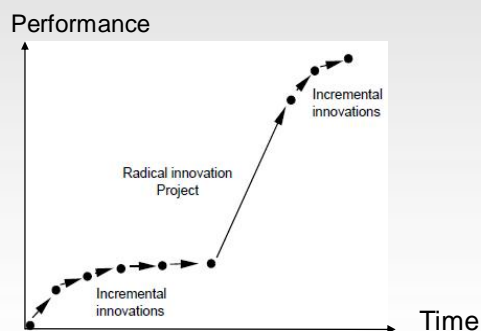 Performance
Incremental
innovations
Radical innovation
Project
Incremental
innovations
Time